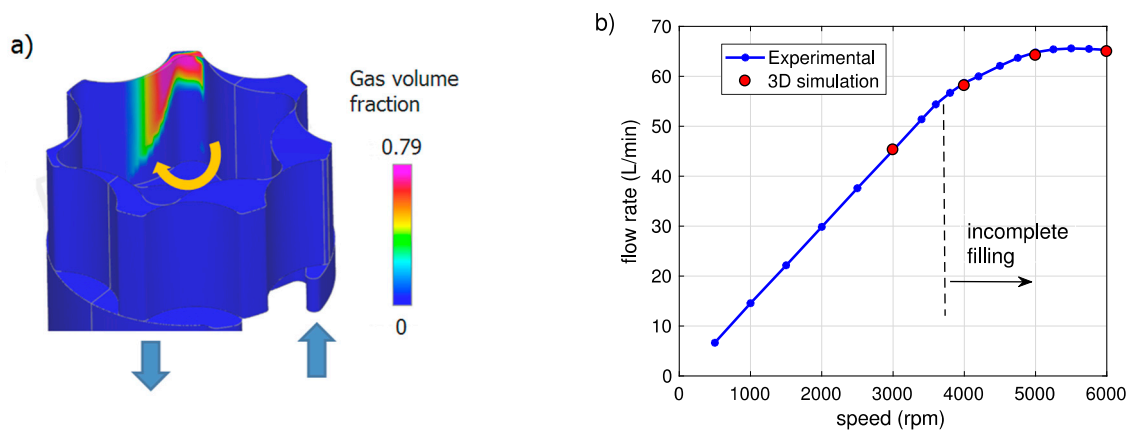 a)
Gas volume
fraction
0.79
0
b)
70
60
50
40
30
20
10
0
flow rate (L/min)
Experimental
3D simulation
incomplete
filling
0 1000 2000 3000 4000 5000 6000
speed (rpm)